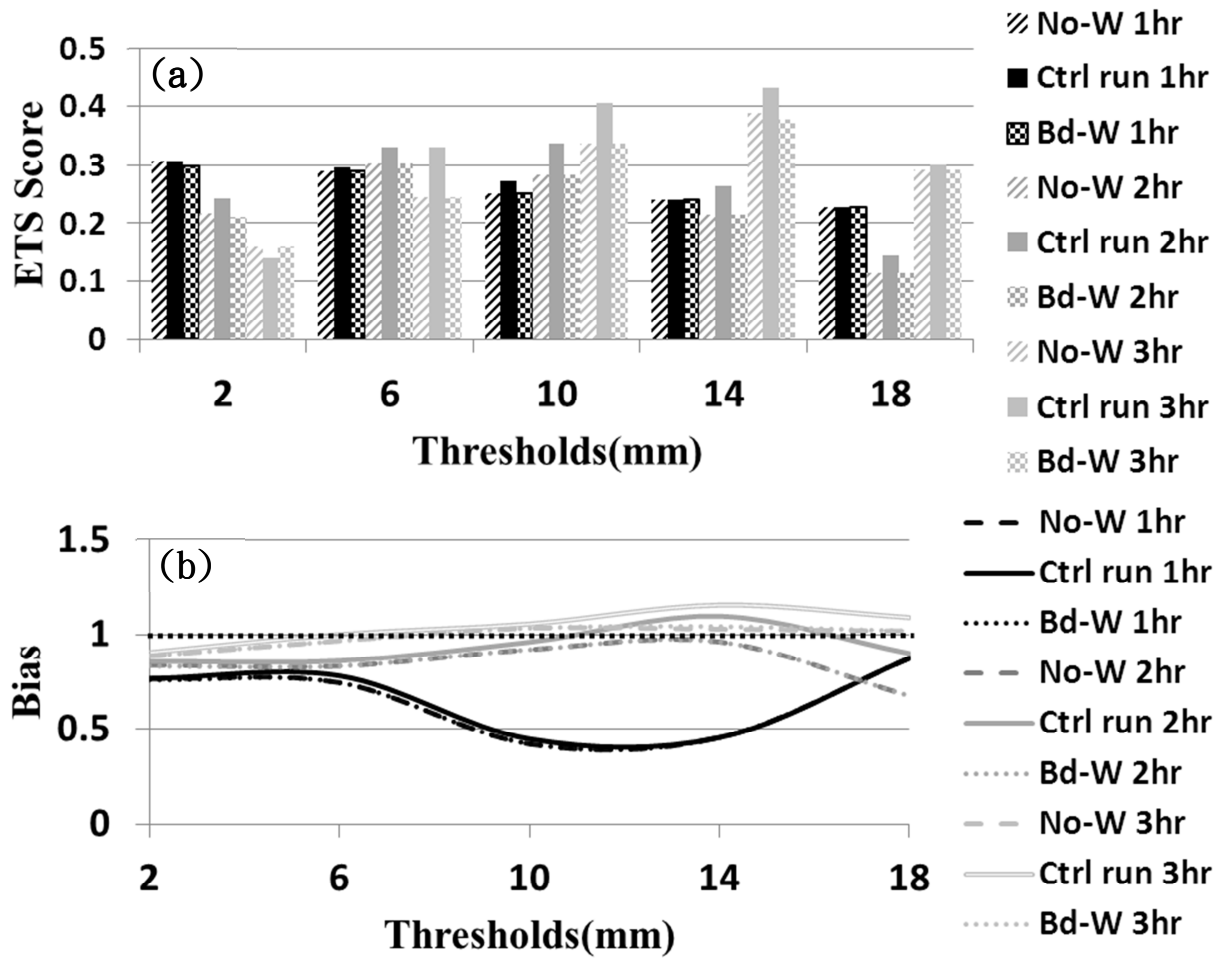 (a)
ETS Score
0.5
0.4
0.3
0.2
0.1
0
2 6 10 14 18
Thresholds(mm)
No-W 1hr
Ctrl run 1hr
Bd-W 1hr
No-W 2hr
Ctrl run 2hr
Bd-W 2hr
No-W 3hr
Ctrl run 3hr
Bd-W 3hr
(b)
Bias
1.5
1
0.5
0
2 6 10 14 18
Thresholds(mm)
No-W 1hr
Ctrl run 1hr
Bd-W 1hr
No-W 2hr
Ctrl run 2hr
Bd-W 2hr
No-W 3hr
Ctrl run 3hr
Bd-W 3hr